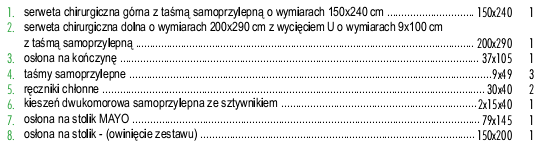 1. serweta chirurgiczna górna z taśmą samoprzylepną o wymiarach 150x240 cm ................................ 150x240 1
2. serweta chirurgiczna dolna o wymiarach 200x290 cm z wycięciem U o wymiarach 9x100 cm
z taśmą samoprzylepną ................................ 200x290 1
3. osłona na kończynę ................................ 37x105 1
4. taśmy samoprzylepne ................................ 9x49 3
5. ręczniki chłonne ................................ 30x40 2
6. kieszeń dwukomorowa samoprzylepna ze sztywnikiem ................................ 2x15x40 1
7. osłona na stolik MAYO ................................ 79x145 1
8. osłona na stolik - (owinięcie zestawu) ................................ 150x200 1